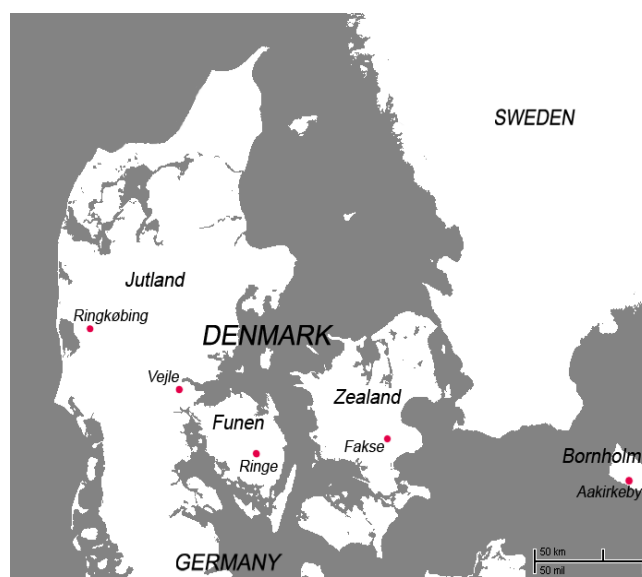 SWEDEN
Jutland
Ringkøbing
DENMARK
Vejle
Zealand
Funen
Fakse
Bornholm
Ringe
Aakirkeby
GERMANY
50 km
50 mil